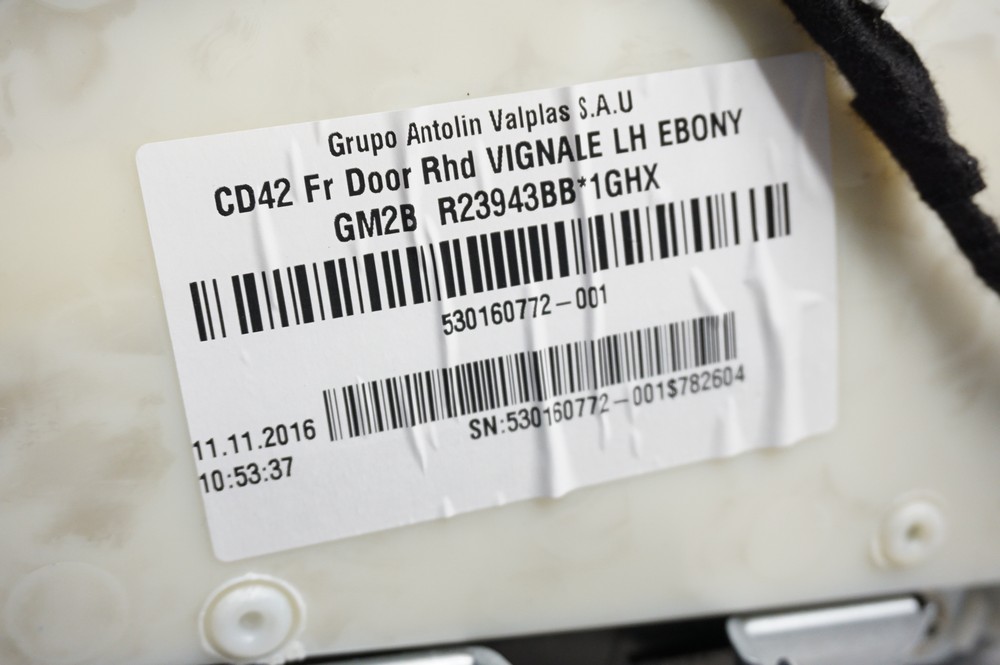 Grupo Antolin Valplas S.A.U
CD42 Fr Door Rhd VIGNALE LH EBONY
GM2B R23943BB*1GHX
530160772-001
11.11.2016
SN:530160772-001$782604
10:53:37